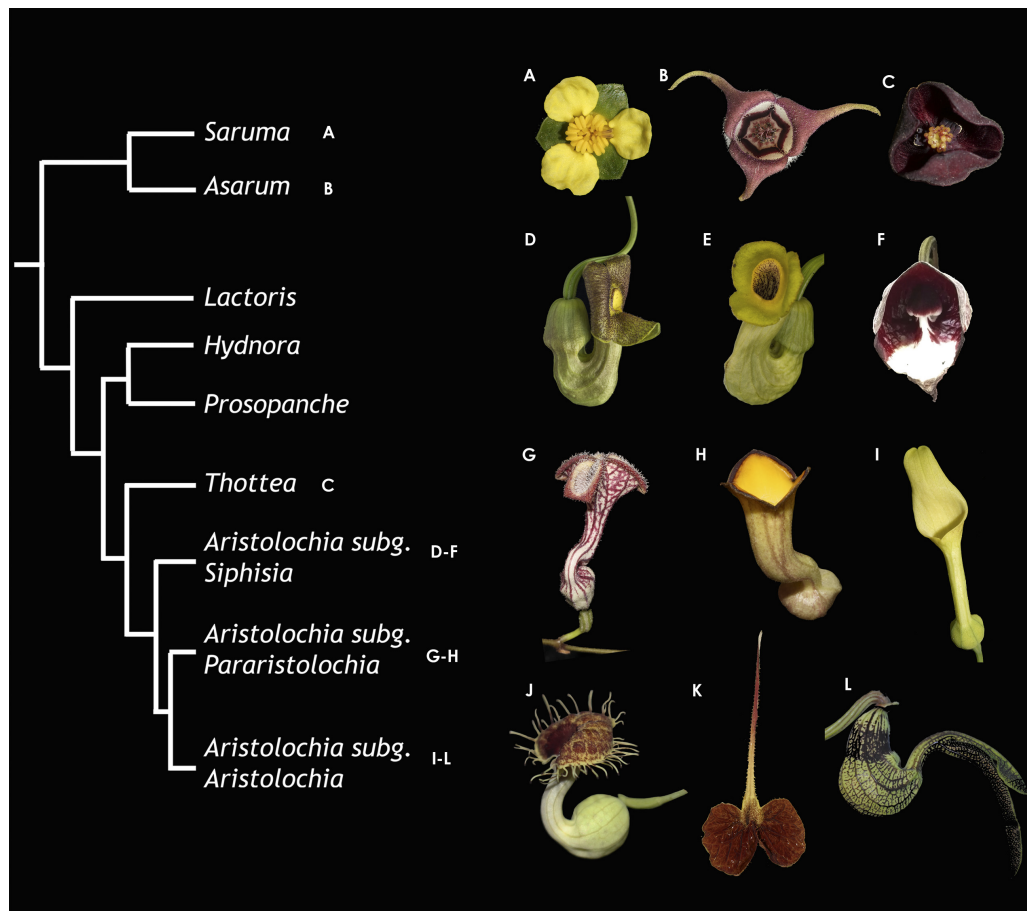 Saruma A
Asarum B
Lactoris
Hydnora
Prosopanche
Thottea C
Aristolochia subg. D-F
Siphisia
Aristolochia subg. G-H
Pararistolochia
Aristolochia subg. I-L
Aristolochia
A B C
D E F
G H I
J K L